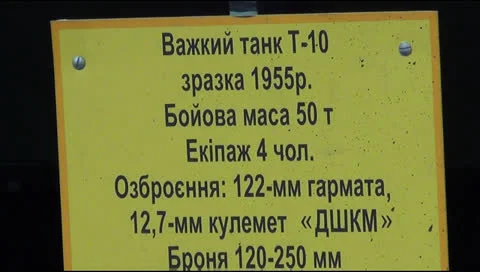 Важкий танк Т-10
зразка 1955р.
Бойова маса 50 т
Екіпаж 4 чол.
Озброєння: 122-мм гармата,
12,7-мм кулемет «ДШКМ»
Броня 120-250 мм